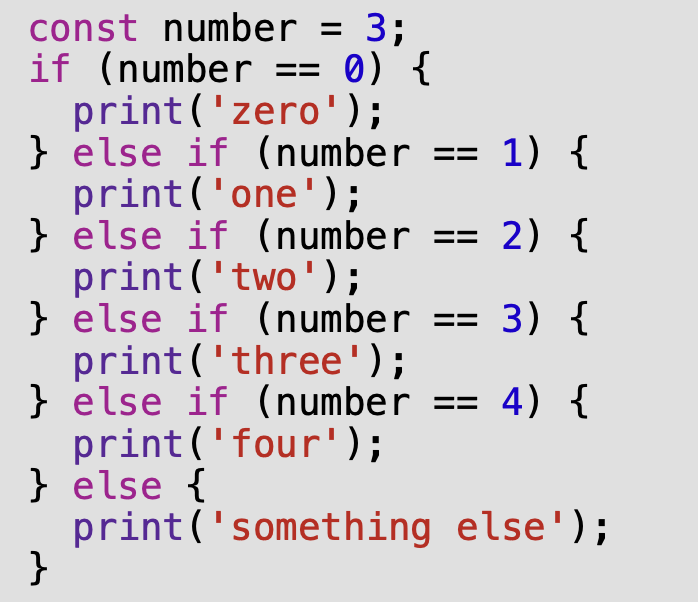 const number = 3;
if (number == 0) {
  print('zero');
} else if (number == 1) {
  print('one');
} else if (number == 2) {
  print('two');
} else if (number == 3) {
  print('three');
} else if (number == 4) {
  print('four');
} else {
  print('something else');
}